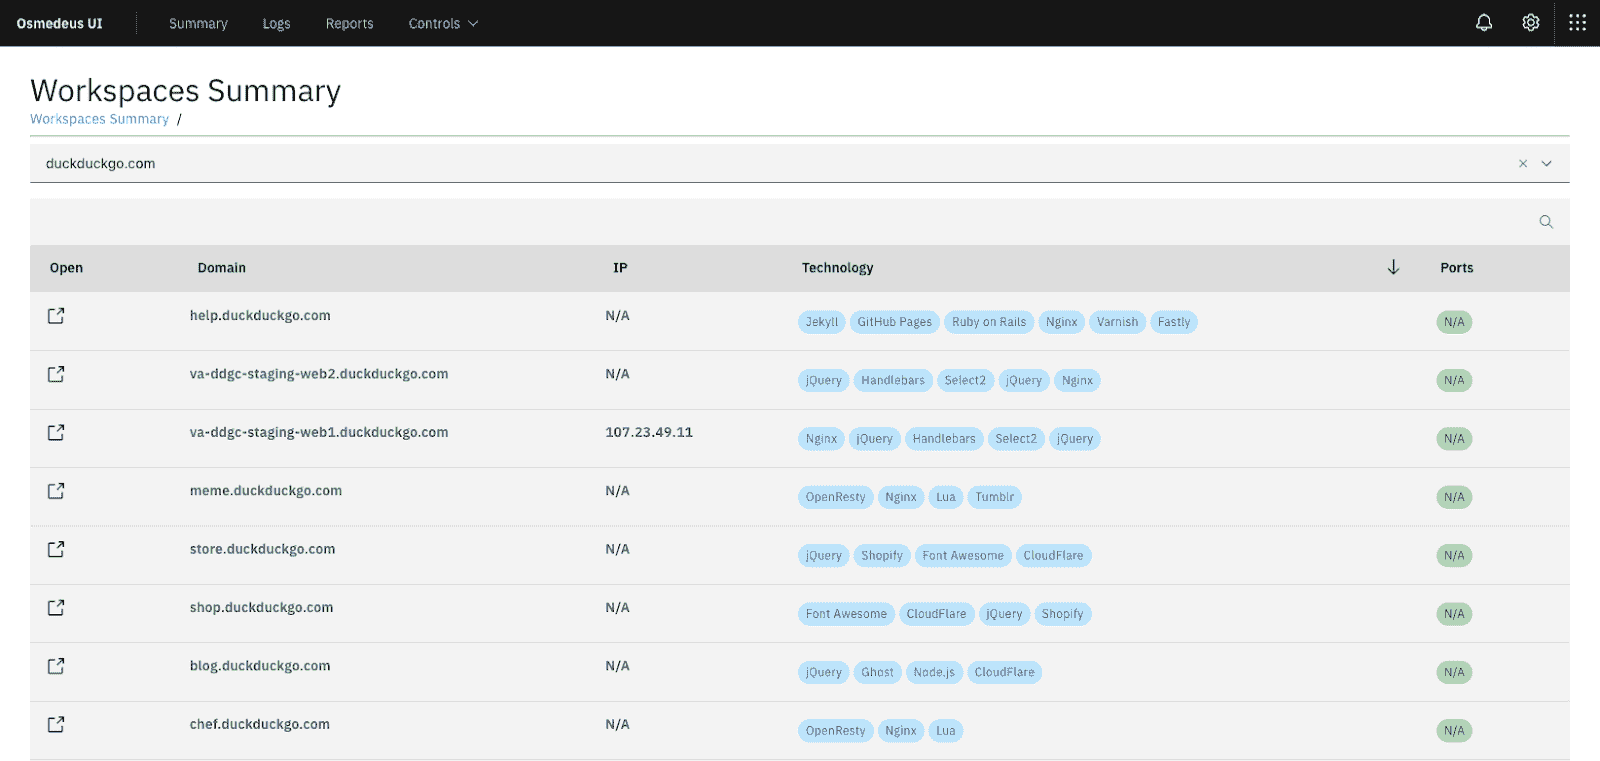 Osmedeus UI Summary Logs Reports Controls
Workspaces Summary
Workspaces Summary /
duckduckgo.com
Open Domain IP Technology Ports
help.duckduckgo.com N/A Jekyll GitHub Pages Ruby on Rails Nginx Varnish Fastly N/A
va-ddgc-staging-web2.duckduckgo.com N/A jQuery Handlebars Select2 jQuery Nginx N/A
va-ddgc-staging-web1.duckduckgo.com 107.23.49.11 Nginx jQuery Handlebars Select2 jQuery N/A
meme.duckduckgo.com N/A OpenResty Nginx Lua Tumblr N/A
store.duckduckgo.com N/A jQuery Shopify Font Awesome CloudFlare N/A
shop.duckduckgo.com N/A Font Awesome CloudFlare jQuery Shopify N/A
blog.duckduckgo.com N/A jQuery Ghost Node.js CloudFlare N/A
chef.duckduckgo.com N/A OpenResty Nginx Lua N/A